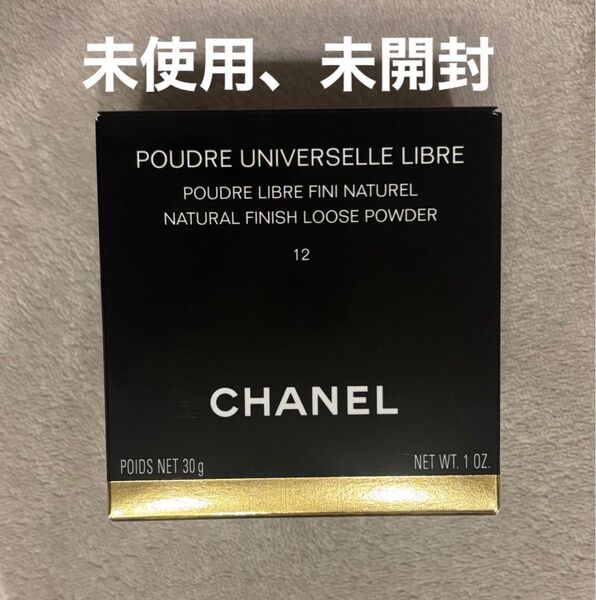 未使用、未開封
POUDRE UNIVERSELLE LIBRE
POUDRE LIBRE FINI NATUREL
NATURAL FINISH LOOSE POWDER
12
CHANEL
POIDS NET 30 g
NET WT. 1 OZ.